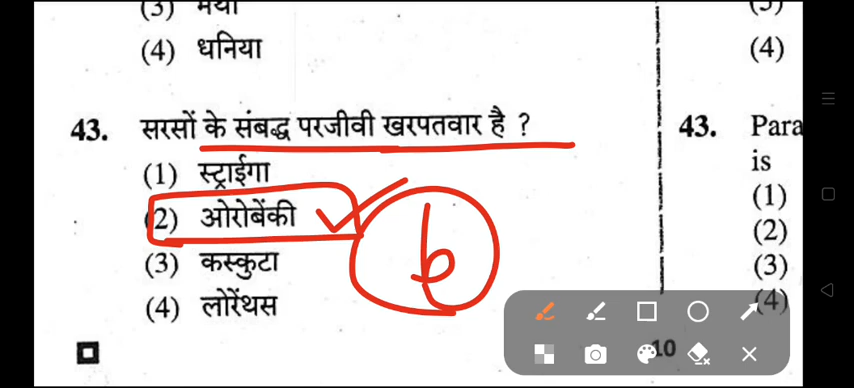 (3) मेथी
(4) धनिया
43. सरसों के संबद्ध परजीवी खरपतवार है ?
(1) स्ट्राईगा
(2) ओरोबेंकी
b
(3) कस्कुटा
(4) लोरेंथस
(3)
(4)
43. Para
is
(1)
(2)
(3)
(4)
10